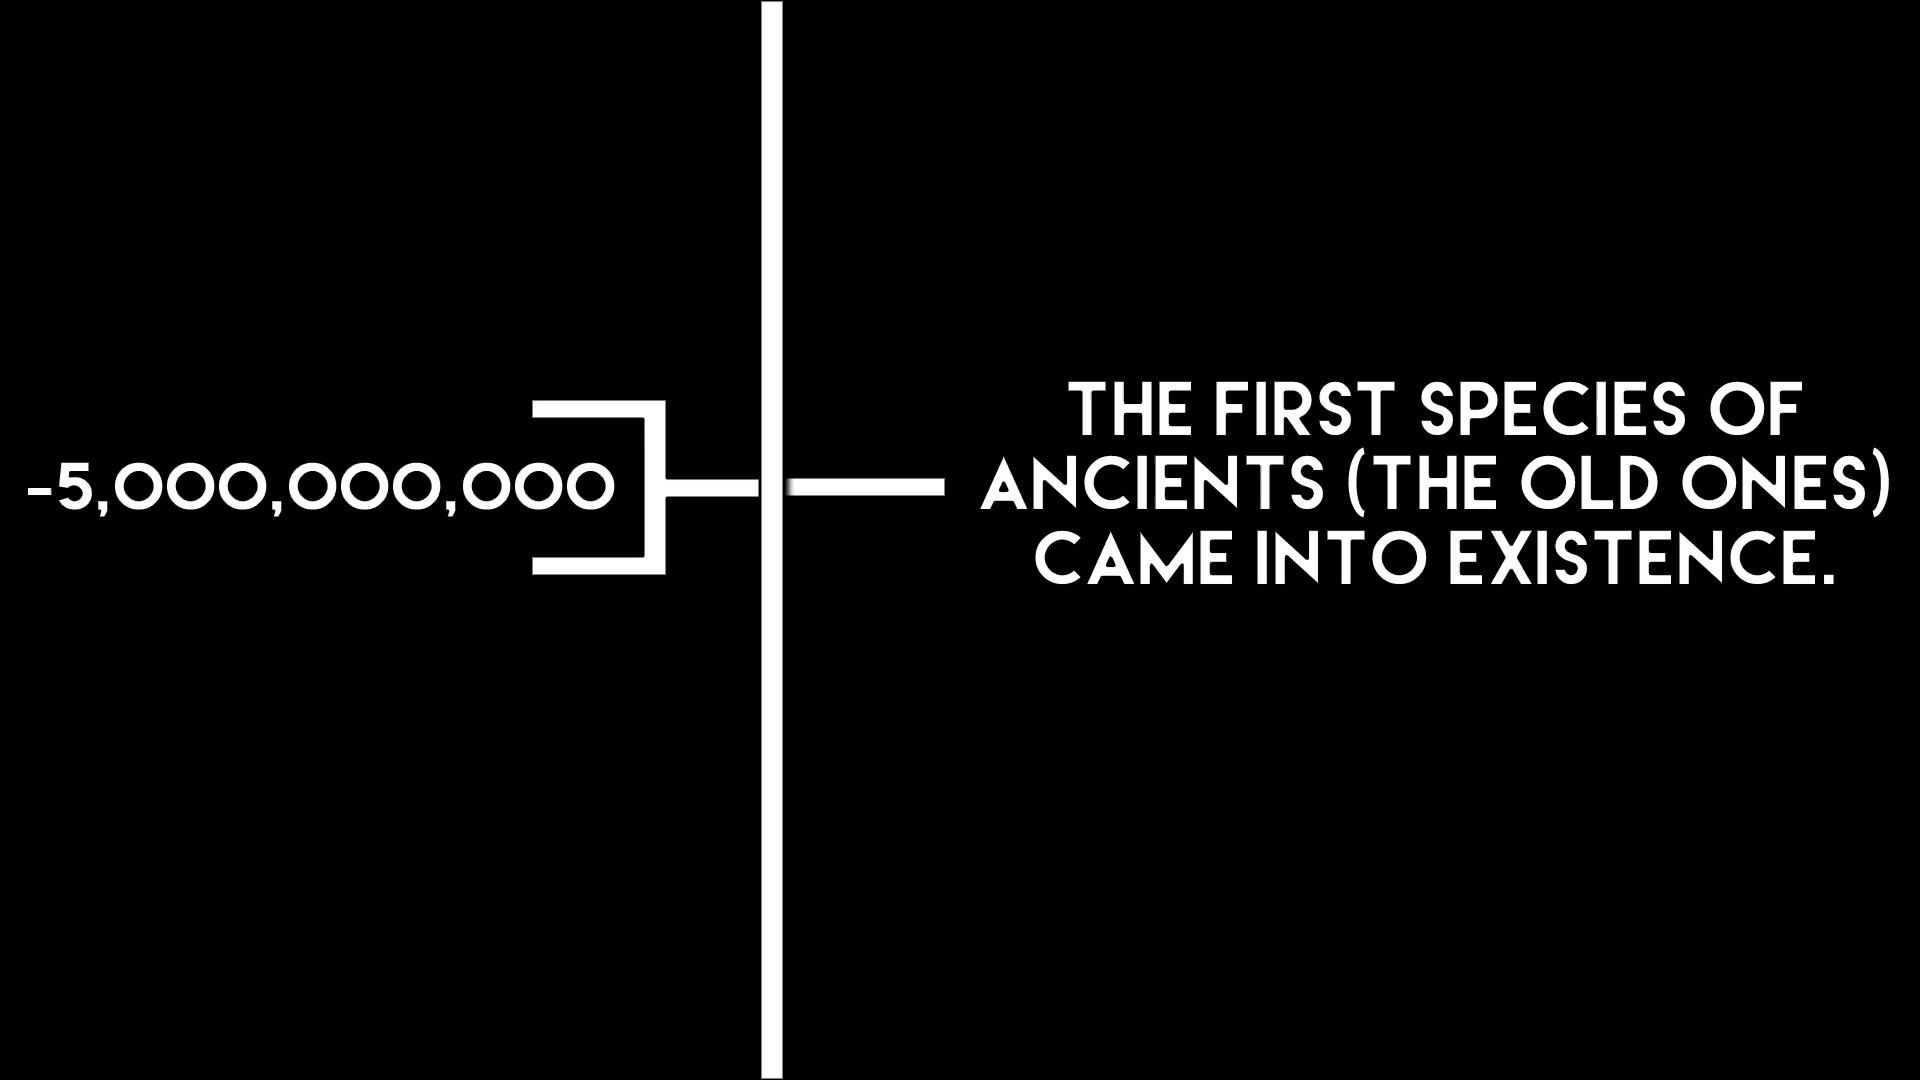 -5,000,000,000
THE FIRST SPECIES OF
ANCIENTS (THE OLD ONES)
CAME INTO EXISTENCE.